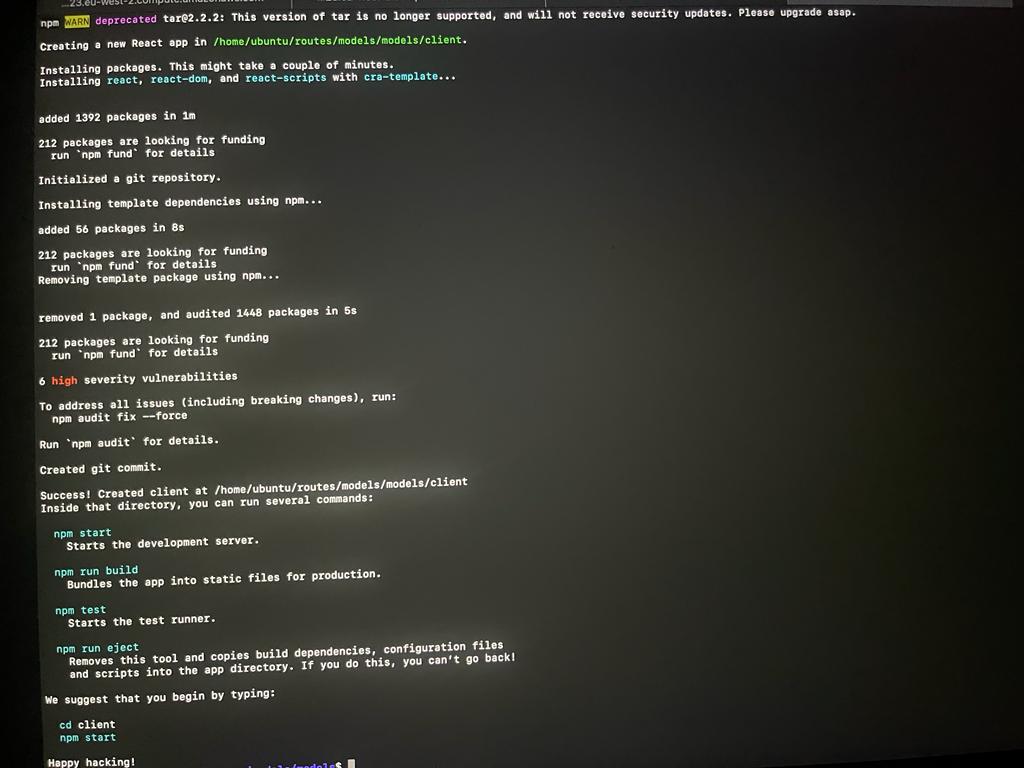 ...23.eu-west-2.compute.amazonaws.com...
npm WARN deprecated tar@2.2.2: This version of tar is no longer supported, and will not receive security updates. Please upgrade asap.
Creating a new React app in /home/ubuntu/routes/models/models/client.
Installing packages. This might take a couple of minutes.
Installing react, react-dom, and react-scripts with cra-template...
added 1392 packages in 1m
212 packages are looking for funding
run `npm fund` for details
Initialized a git repository.
Installing template dependencies using npm...
added 56 packages in 8s
212 packages are looking for funding
run `npm fund` for details
Removing template package using npm...
removed 1 package, and audited 1448 packages in 5s
212 packages are looking for funding
run `npm fund` for details
6 high severity vulnerabilities
To address all issues (including breaking changes), run:
npm audit fix --force
Run `npm audit` for details.
Created git commit.
Success! Created client at /home/ubuntu/routes/models/models/client
Inside that directory, you can run several commands:
npm start
Starts the development server.
npm run build
Bundles the app into static files for production.
npm test
Starts the test runner.
npm run eject
Removes this tool and copies build dependencies, configuration files
and scripts into the app directory. If you do this, you can't go back!
We suggest that you begin by typing:
cd client
npm start
Happy hacking!
models/models$